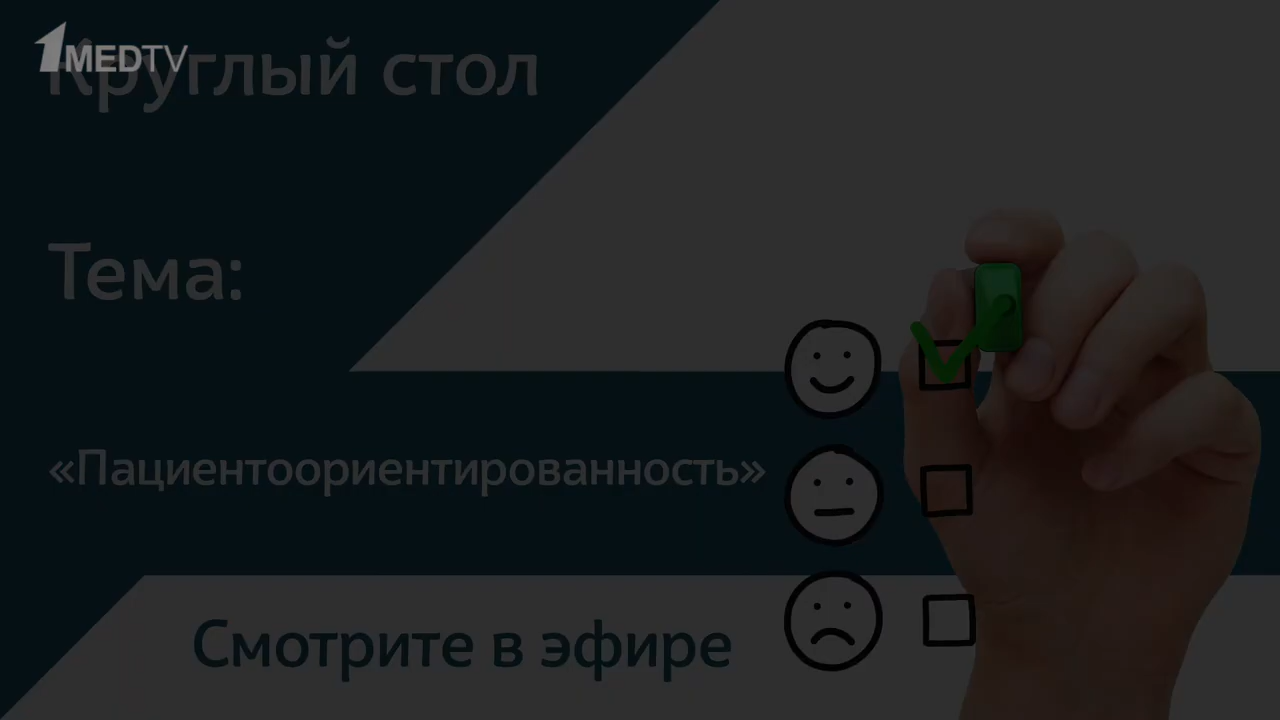 1MEDTV
Круглый стол
Тема:
«Пациентоориентированность»
Смотрите в эфире